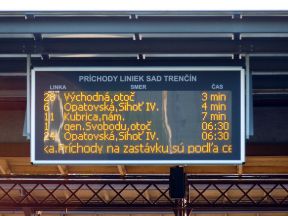 PRÍCHODY LINIEK SAD TRENČÍN
LINKA SMER ČAS
Východná,otoč 3 min
Opatovská,Sihoť IV. 4 min
11 Kubrica,nám. 7 min
1 gen.Svobodu,otoč 06:30
24 Opatovská,Sihoť IV. 06:30
ka.Príchody na zastávku sú podľa ce